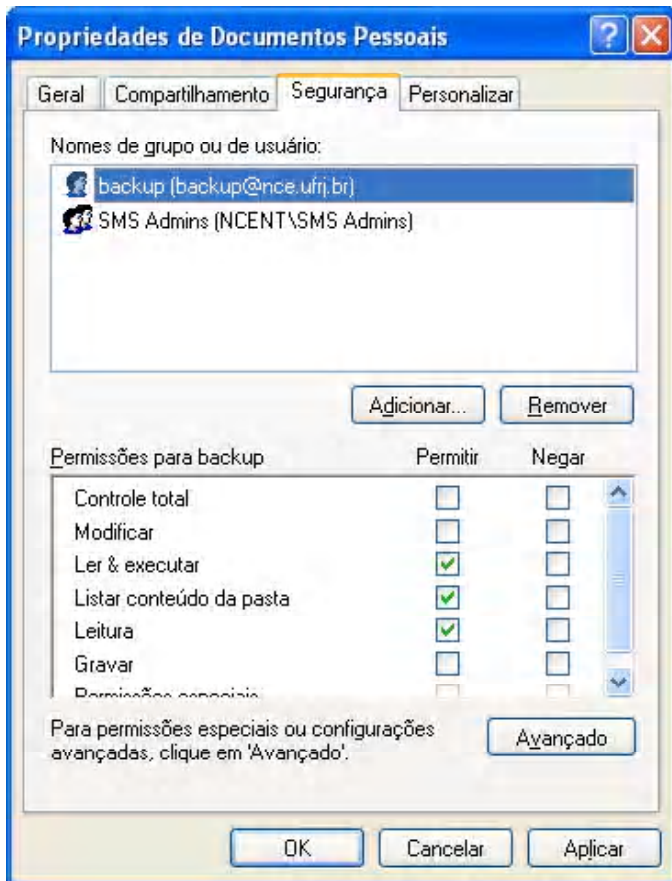 Propriedades de Documentos Pessoais
Geral Compartilhamento Segurança Personalizar
Nomes de grupo ou de usuário:
backup (backup@nce.ufrj.br)
SMS Admins (NCENT\SMS Admins)
Adicionar... Remover
Permissões para backup Permitir Negar
Controle total
Modificar
Ler & executar
Listar conteúdo da pasta
Leitura
Gravar
Permissões especiais
Para permissões especiais ou configurações
avançadas, clique em 'Avançado'.
Avançado
OK Cancelar Aplicar